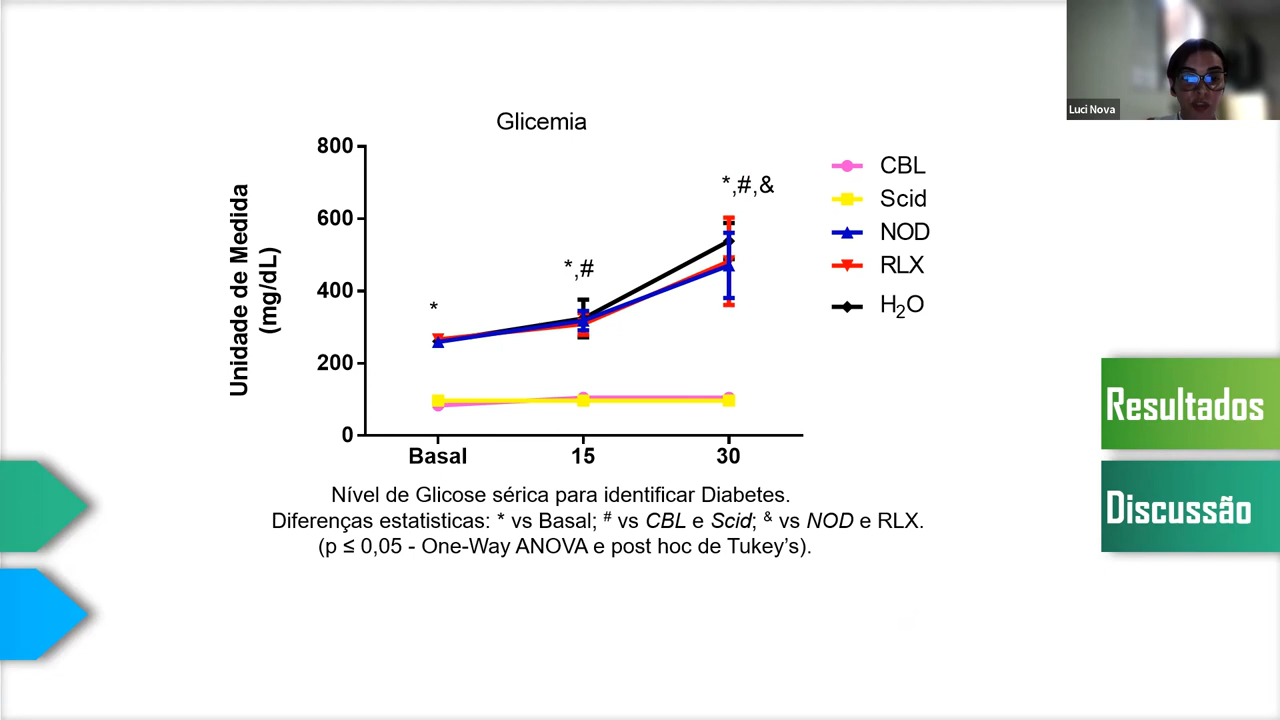 Luci Nova
Glicemia
Unidade de Medida
(mg/dL)
800
600
400
200
0
*
*,#
*,#,&
Basal
15
30
CBL
Scid
NOD
RLX
H₂O
Nível de Glicose sérica para identificar Diabetes.
Diferenças estatisticas: * vs Basal; # vs CBL e Scid; & vs NOD e RLX.
(p ≤ 0,05 - One-Way ANOVA e post hoc de Tukey’s).
Resultados
Discussão